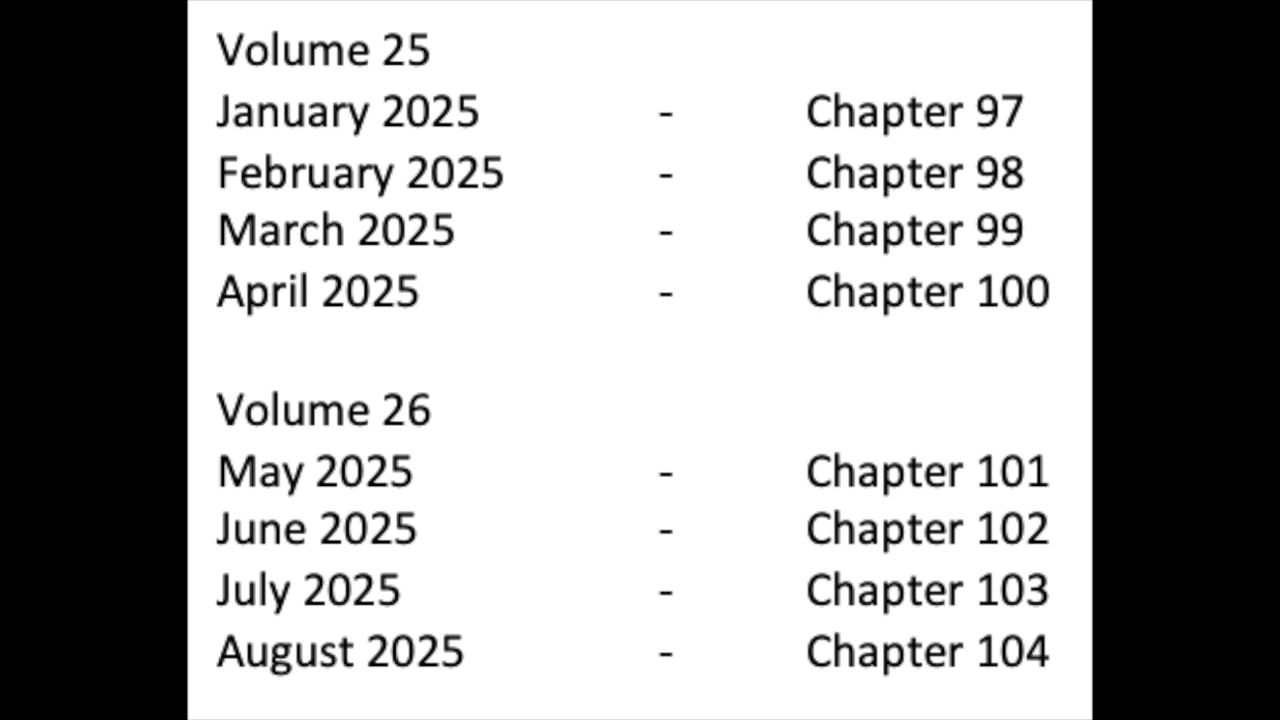 Volume 25
January 2025 - Chapter 97
February 2025 - Chapter 98
March 2025 - Chapter 99
April 2025 - Chapter 100
Volume 26
May 2025 - Chapter 101
June 2025 - Chapter 102
July 2025 - Chapter 103
August 2025 - Chapter 104